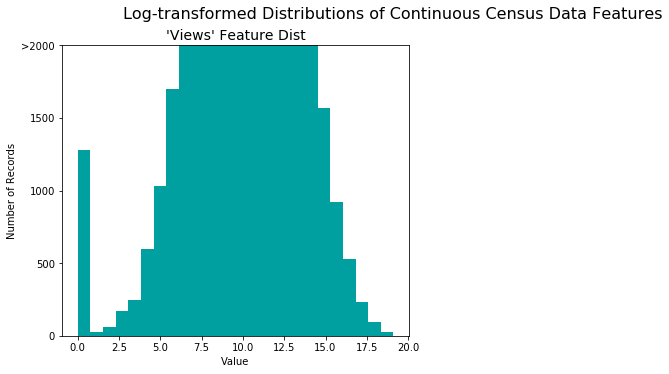 Log-transformed Distributions of Continuous Census Data Features
'Views' Feature Dist
>2000
1500
1000
500
0
Number of Records
0.0 2.5 5.0 7.5 10.0 12.5 15.0 17.5 20.0
Value